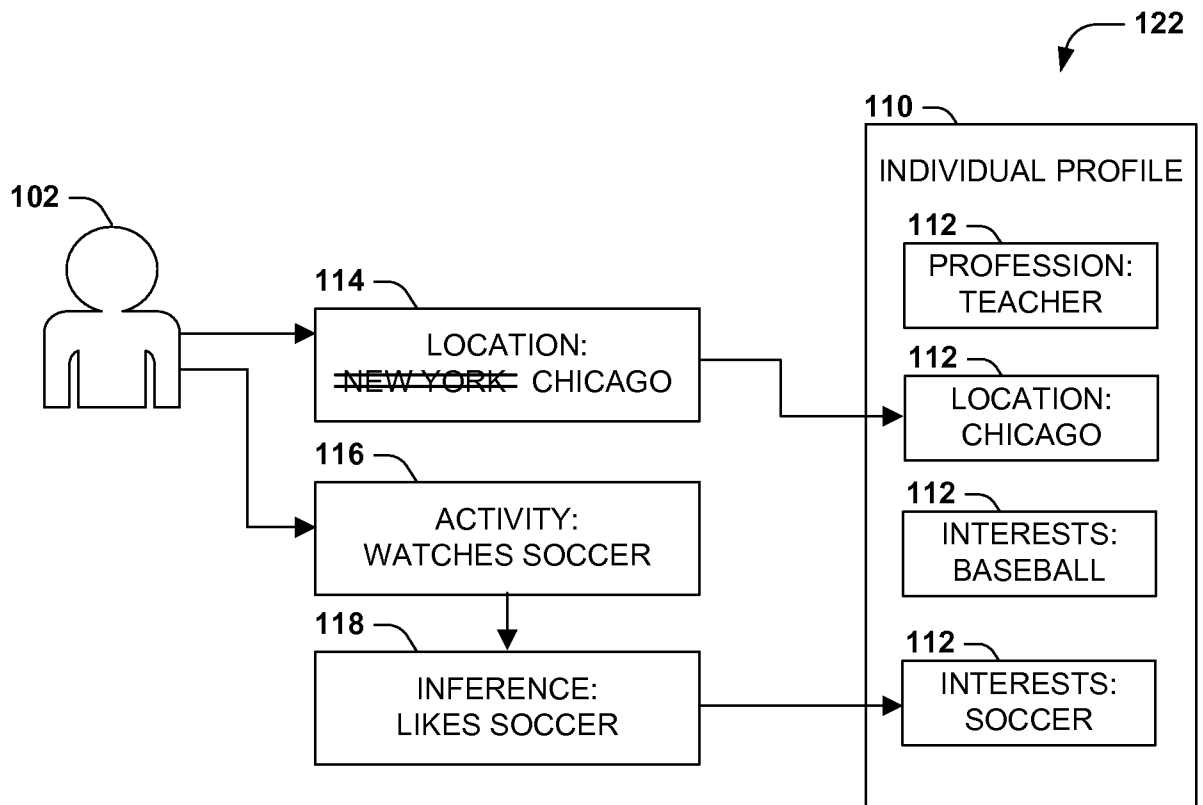 122
110
INDIVIDUAL PROFILE
102
112
PROFESSION:
TEACHER
114
LOCATION:
NEW YORK CHICAGO
112
LOCATION:
CHICAGO
116
ACTIVITY:
WATCHES SOCCER
112
INTERESTS:
BASEBALL
118
INFERENCE:
LIKES SOCCER
112
INTERESTS:
SOCCER